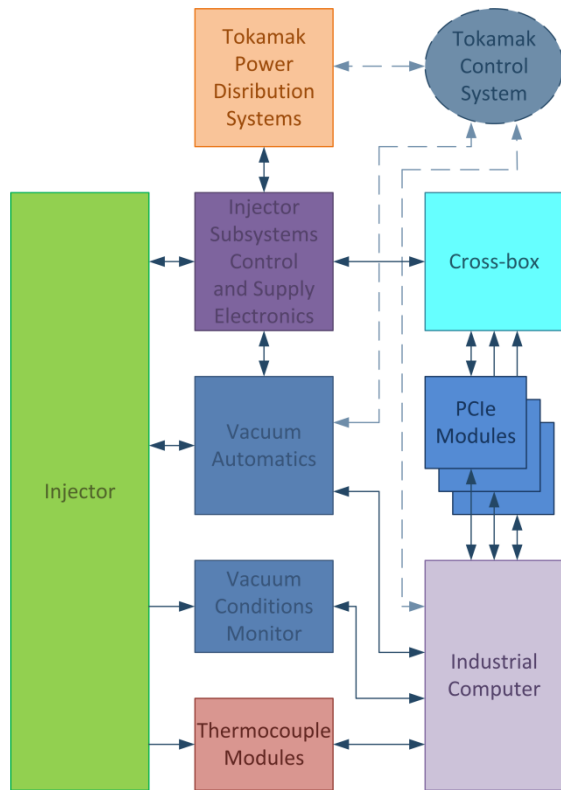 Tokamak
Power
Disribution
Systems
Tokamak
Control
System
Injector
Subsystems
Control
and Supply
Electronics
Cross-box
PCIe
Modules
Vacuum
Automatics
Injector
Vacuum
Conditions
Monitor
Industrial
Computer
Thermocouple
Modules